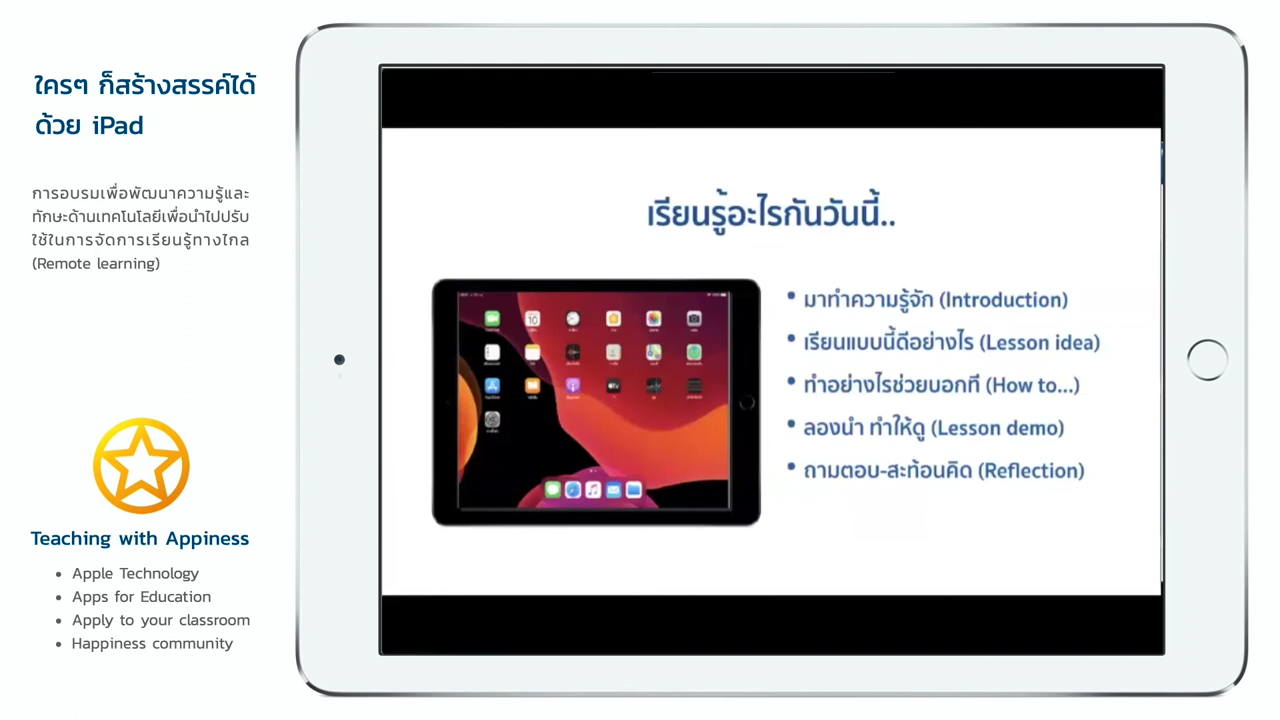 ใครๆ ก็สร้างสรรค์ได้
ด้วย iPad
การอบรมเพื่อพัฒนาความรู้และ
ทักษะด้านเทคโนโลยีเพื่อนำไปปรับ
ใช้ในการจัดการเรียนรู้ทางไกล
(Remote learning)
Teaching with Appiness
• Apple Technology
• Apps for Education
• Apply to your classroom
• Happiness community
เรียนรู้อะไรกันวันนี้..
• มาทำความรู้จัก (Introduction)
• เรียนแบบนี้ดีอย่างไร (Lesson idea)
• ทำอย่างไรช่วยบอกที (How to...)
• ลองนำ ทำให้ดู (Lesson demo)
• ถามตอบ-สะท้อนคิด (Reflection)